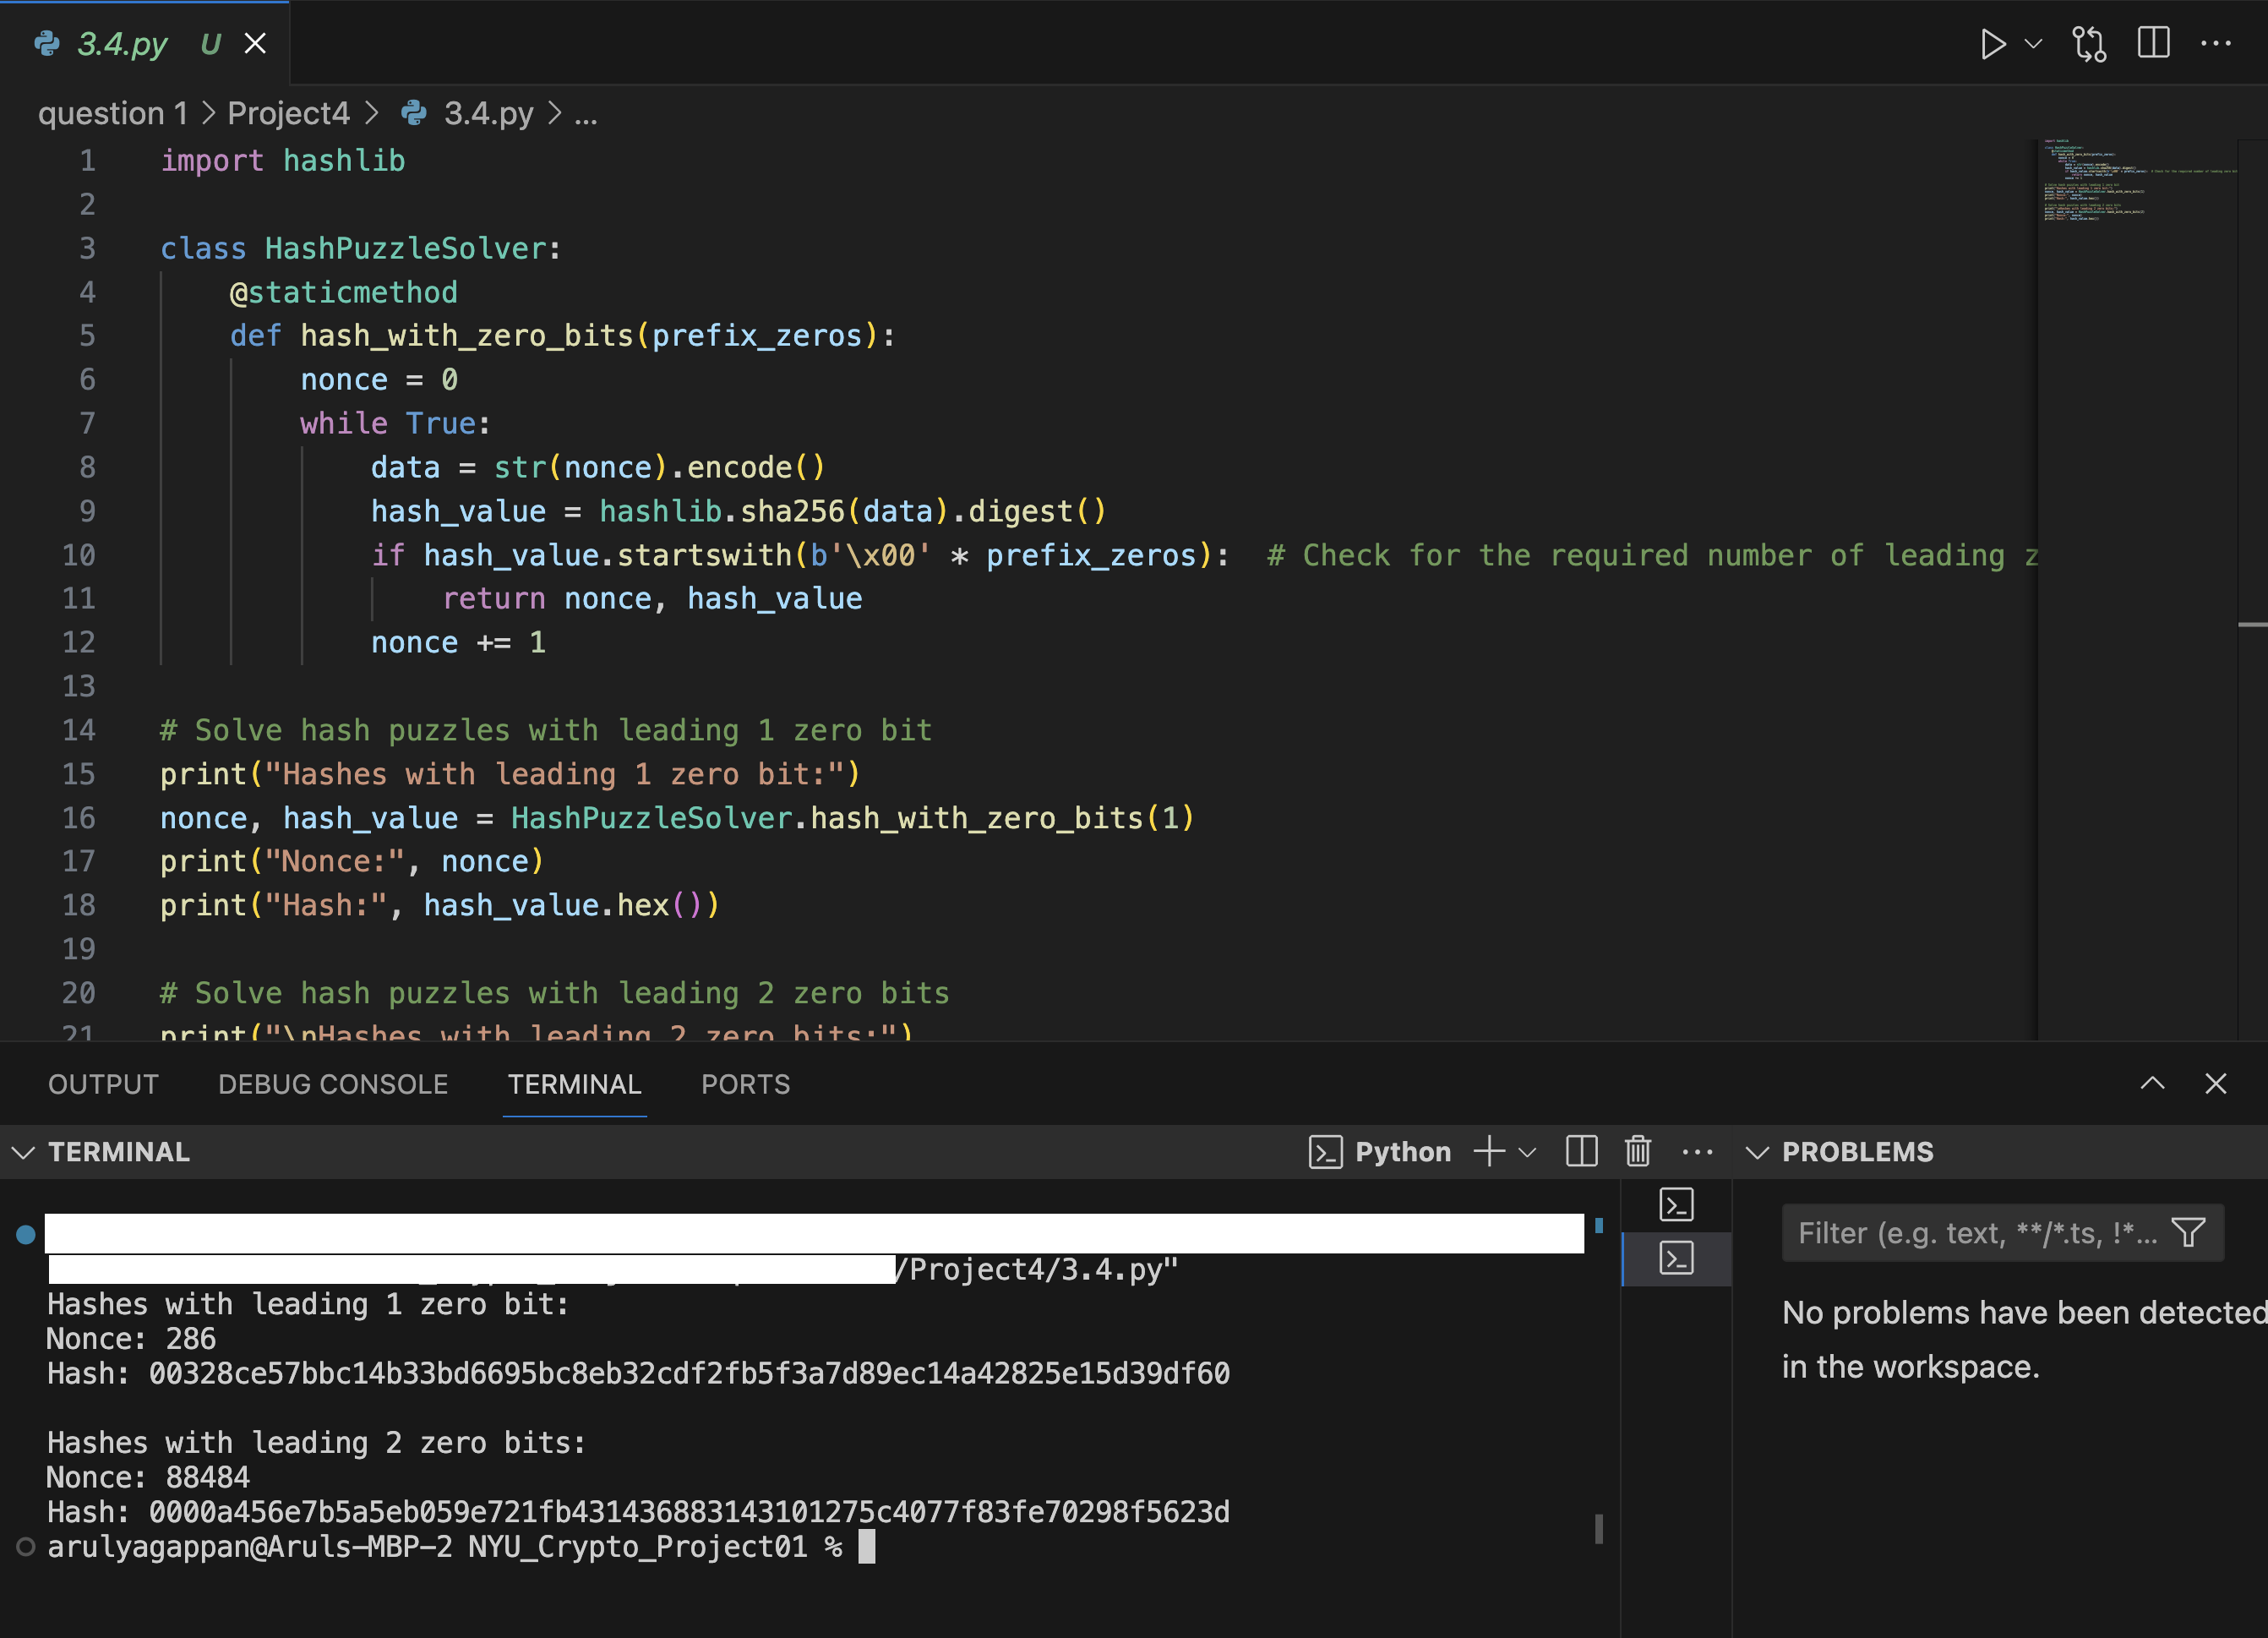 3.4.py U
question 1 > Project4 > 3.4.py > ...
1 import hashlib
2
3 class HashPuzzleSolver:
4     @staticmethod
5     def hash_with_zero_bits(prefix_zeros):
6         nonce = 0
7         while True:
8             data = str(nonce).encode()
9             hash_value = hashlib.sha256(data).digest()
10             if hash_value.startswith(b'\x00' * prefix_zeros):  # Check for the required number of leading z
11                 return nonce, hash_value
12             nonce += 1
13
14 # Solve hash puzzles with leading 1 zero bit
15 print("Hashes with leading 1 zero bit:")
16 nonce, hash_value = HashPuzzleSolver.hash_with_zero_bits(1)
17 print("Nonce:", nonce)
18 print("Hash:", hash_value.hex())
19
20 # Solve hash puzzles with leading 2 zero bits
21 print("\nHashes with leading 2 zero bits:")
OUTPUT DEBUG CONSOLE TERMINAL PORTS
TERMINAL Python
/Project4/3.4.py"
Hashes with leading 1 zero bit:
Nonce: 286
Hash: 00328ce57bbc14b33bd6695bc8eb32cdf2fb5f3a7d89ec14a42825e15d39df60
Hashes with leading 2 zero bits:
Nonce: 88484
Hash: 0000a456e7b5a5eb059e721fb431436883143101275c4077f83fe70298f5623d
arulyagappan@Aruls-MBP-2 NYU_Crypto_Project01 %
PROBLEMS
Filter (e.g. text, **/*.ts, !*...
No problems have been detected
in the workspace.